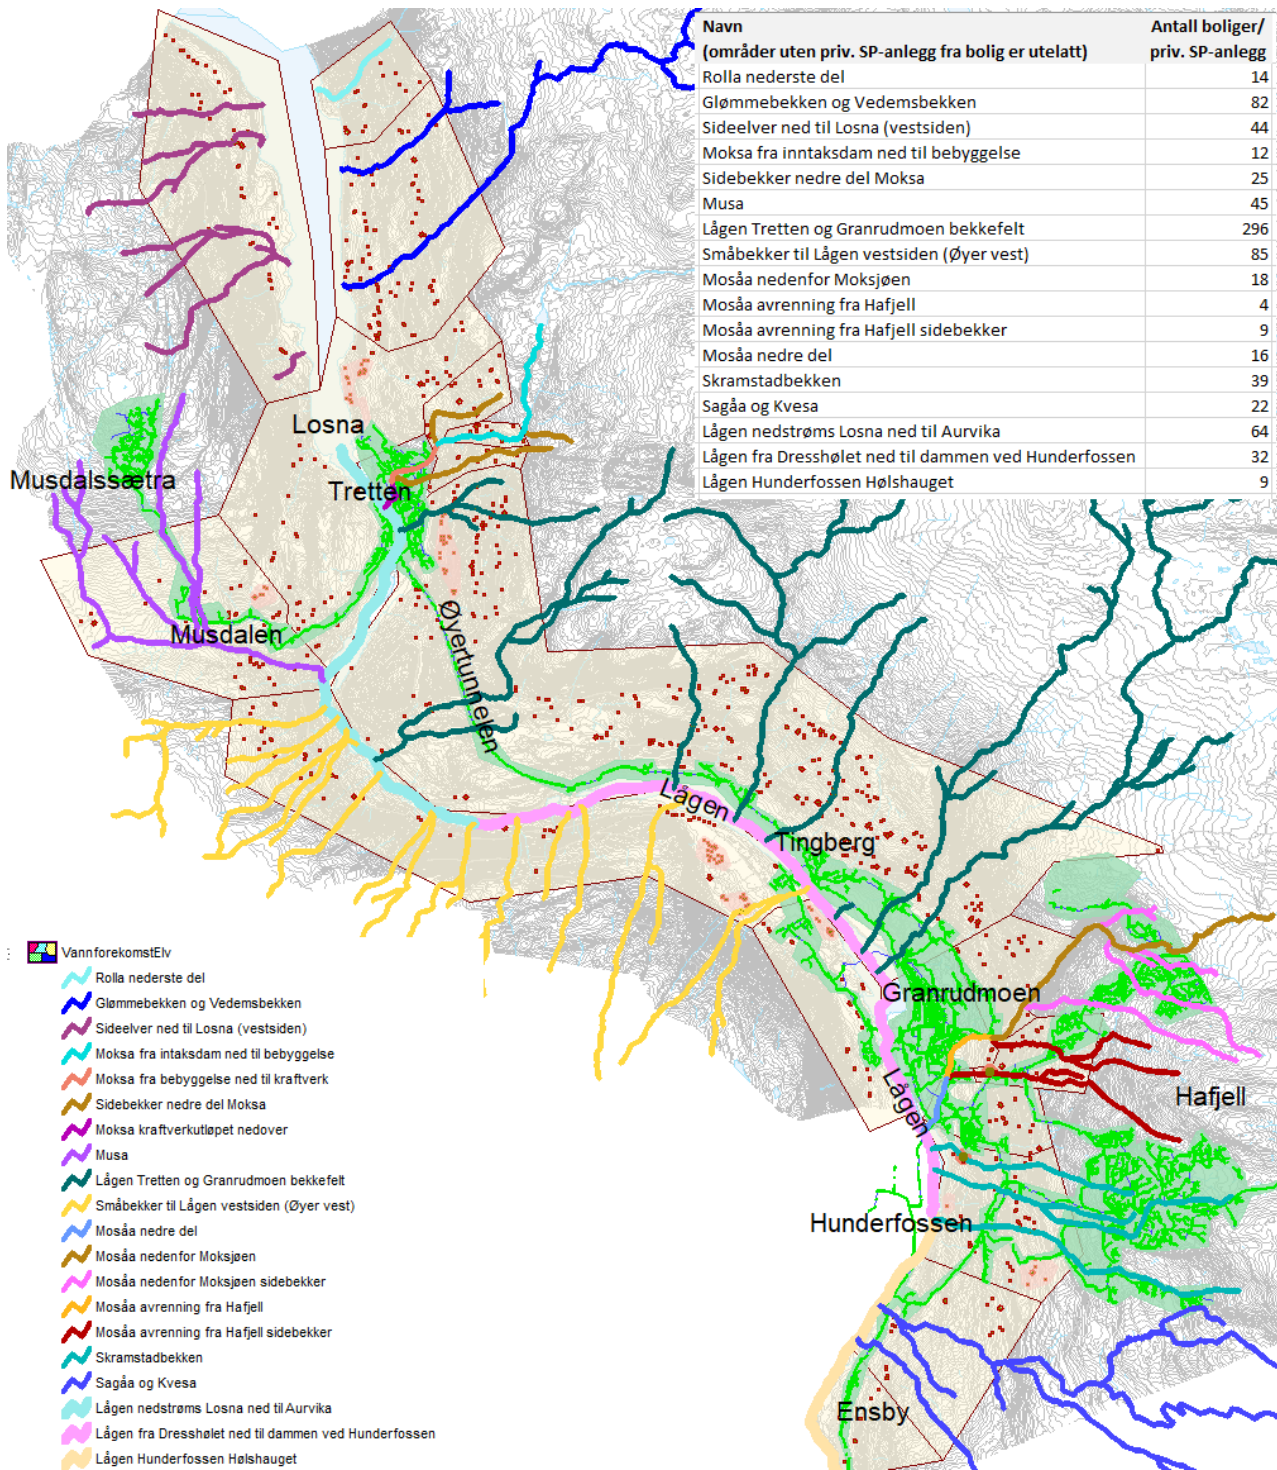 Navn
(områder uten priv. SP-anlegg fra bolig er utelatt)
Antall boliger/
priv. SP-anlegg
Rolla nederste del 14
Glømmebekken og Vedemsbekken 82
Sideelver ned til Losna (vestsiden) 44
Moksa fra inntaksdam ned til bebyggelse 12
Sidebekker nedre del Moksa 25
Musa 45
Lågen Tretten og Granrudmoen bekkefelt 296
Småbekker til Lågen vestsiden (Øyer vest) 85
Mosåa nedenfor Moksjøen 18
Mosåa avrenning fra Hafjell 4
Mosåa avrenning fra Hafjell sidebekker 9
Mosåa nedre del 16
Skramstadbekken 39
Sagåa og Kvesa 22
Lågen nedstrøms Losna ned til Aurvika 64
Lågen fra Dresshølet ned til dammen ved Hunderfossen 32
Lågen Hunderfossen Hølshauget 9
Losna
Musdalssætra
Tretten
Øyertunnelen
Musdalen
Lågen
Tingberg
Granrudmoen
Lågen
Hafjell
Hunderfossen
Ensby
VannforekomstElv
Rolla nederste del
Glømmebekken og Vedemsbekken
Sideelver ned til Losna (vestsiden)
Moksa fra intaksdam ned til bebyggelse
Moksa fra bebyggelse ned til kraftverk
Sidebekker nedre del Moksa
Moksa kraftverkutløpet nedover
Musa
Lågen Tretten og Granrudmoen bekkefelt
Småbekker til Lågen vestsiden (Øyer vest)
Mosåa nedre del
Mosåa nedenfor Moksjøen
Mosåa nedenfor Moksjøen sidebekker
Mosåa avrenning fra Hafjell
Mosåa avrenning fra Hafjell sidebekker
Skramstadbekken
Sagåa og Kvesa
Lågen nedstrøms Losna ned til Aurvika
Lågen fra Dresshølet ned til dammen ved Hunderfossen
Lågen Hunderfossen Hølshauget